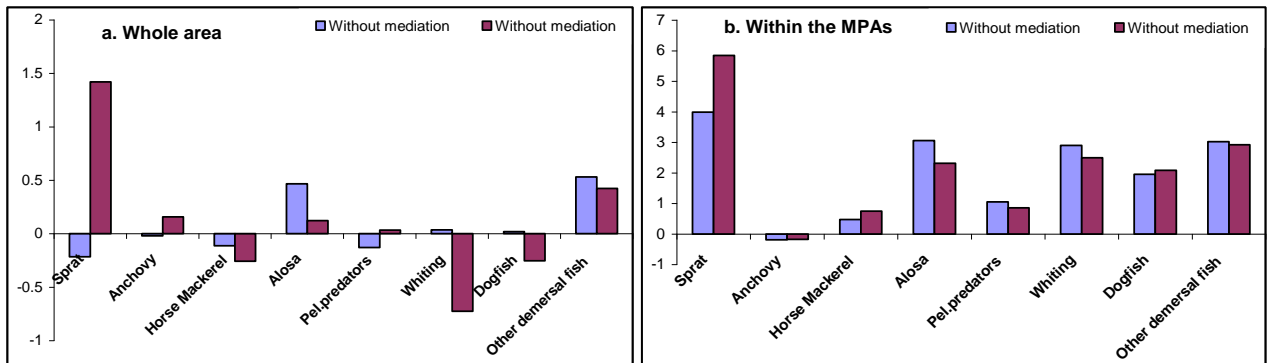 a. Whole area
Without mediation
Without mediation
2
1.5
1
0.5
0
-0.5
-1
Sprat
Anchovy
Horse Mackerel
Alosa
Pel.predators
Whiting
Dogfish
Other demersal fish
b. Within the MPAs
Without mediation
Without mediation
7
6
5
4
3
2
1
0
-1
Sprat
Anchovy
Horse Mackerel
Alosa
Pel.predators
Whiting
Dogfish
Other demersal fish